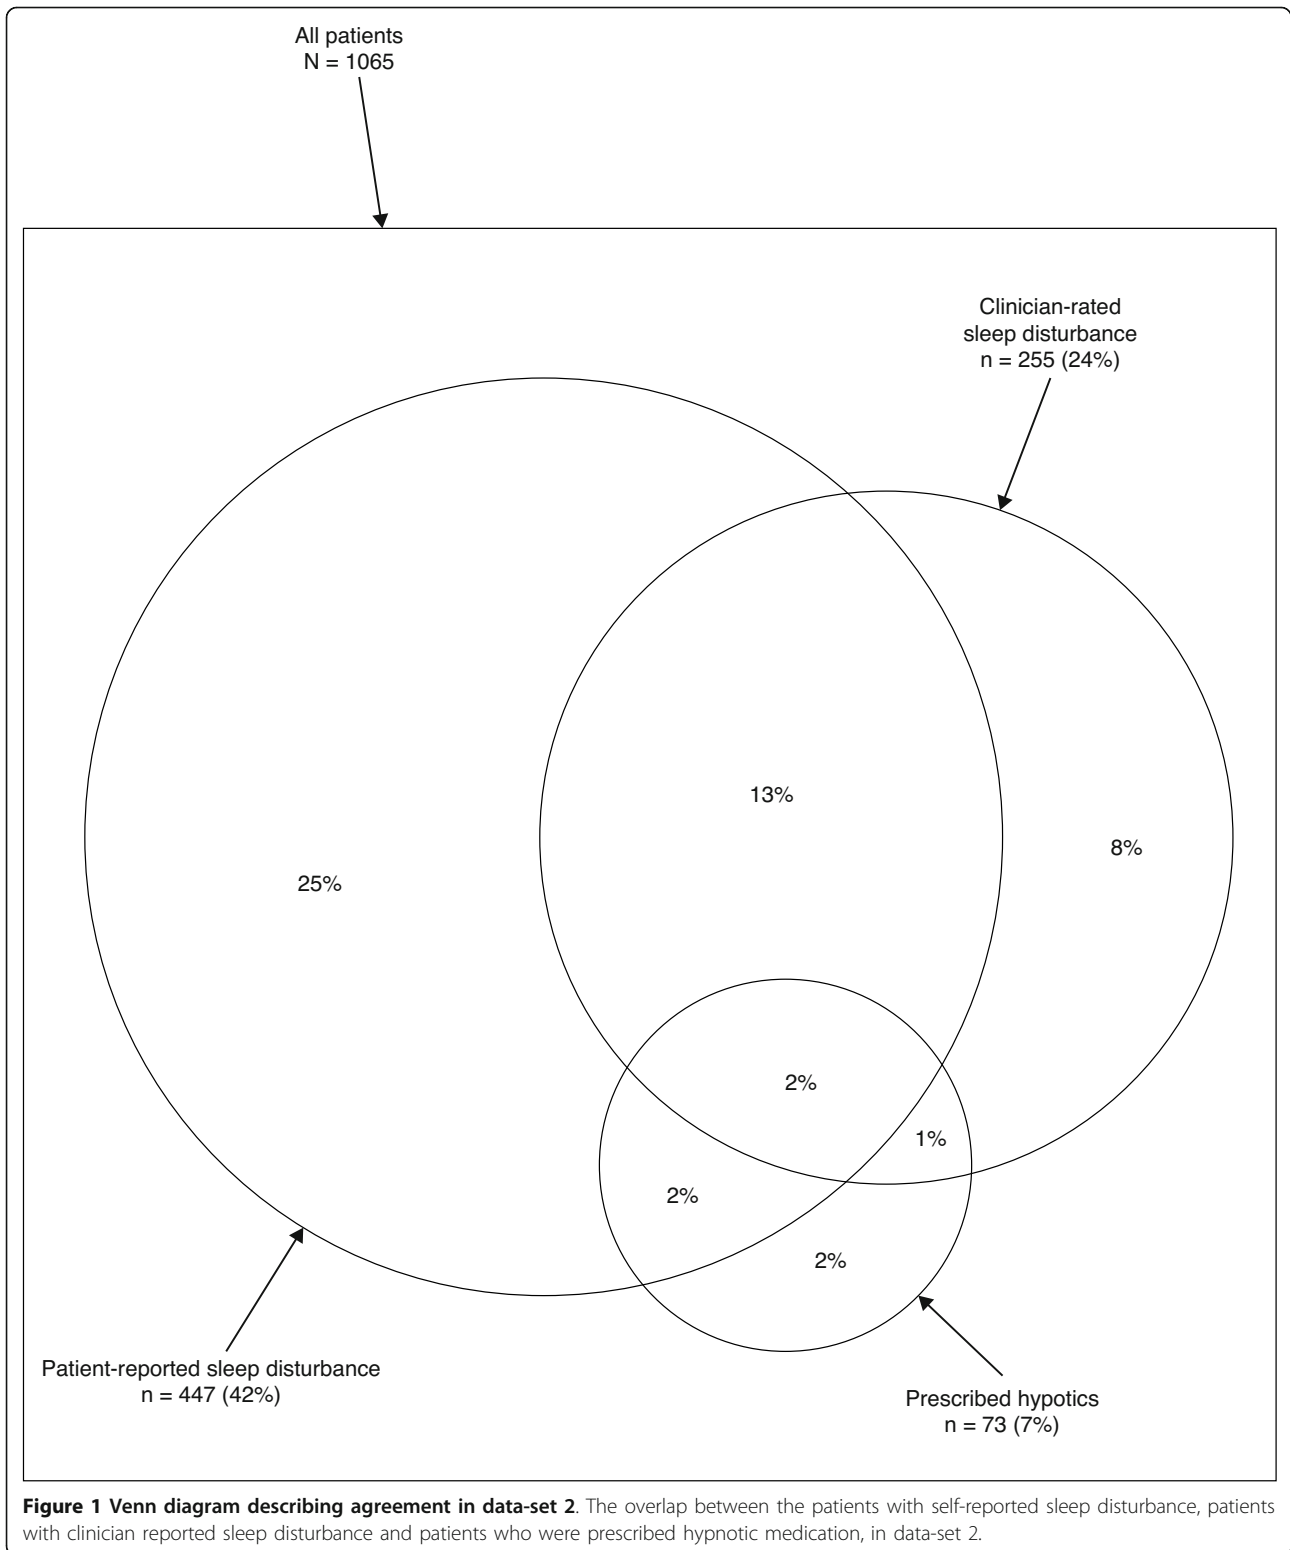 All patients
N = 1065
Clinician-rated
sleep disturbance
n = 255 (24%)
13%
8%
25%
2%
1%
2%
2%
Patient-reported sleep disturbance
n = 447 (42%)
Prescribed hypotics
n = 73 (7%)
Figure 1 Venn diagram describing agreement in data-set 2. The overlap between the patients with self-reported sleep disturbance, patients
with clinician reported sleep disturbance and patients who were prescribed hypnotic medication, in data-set 2.